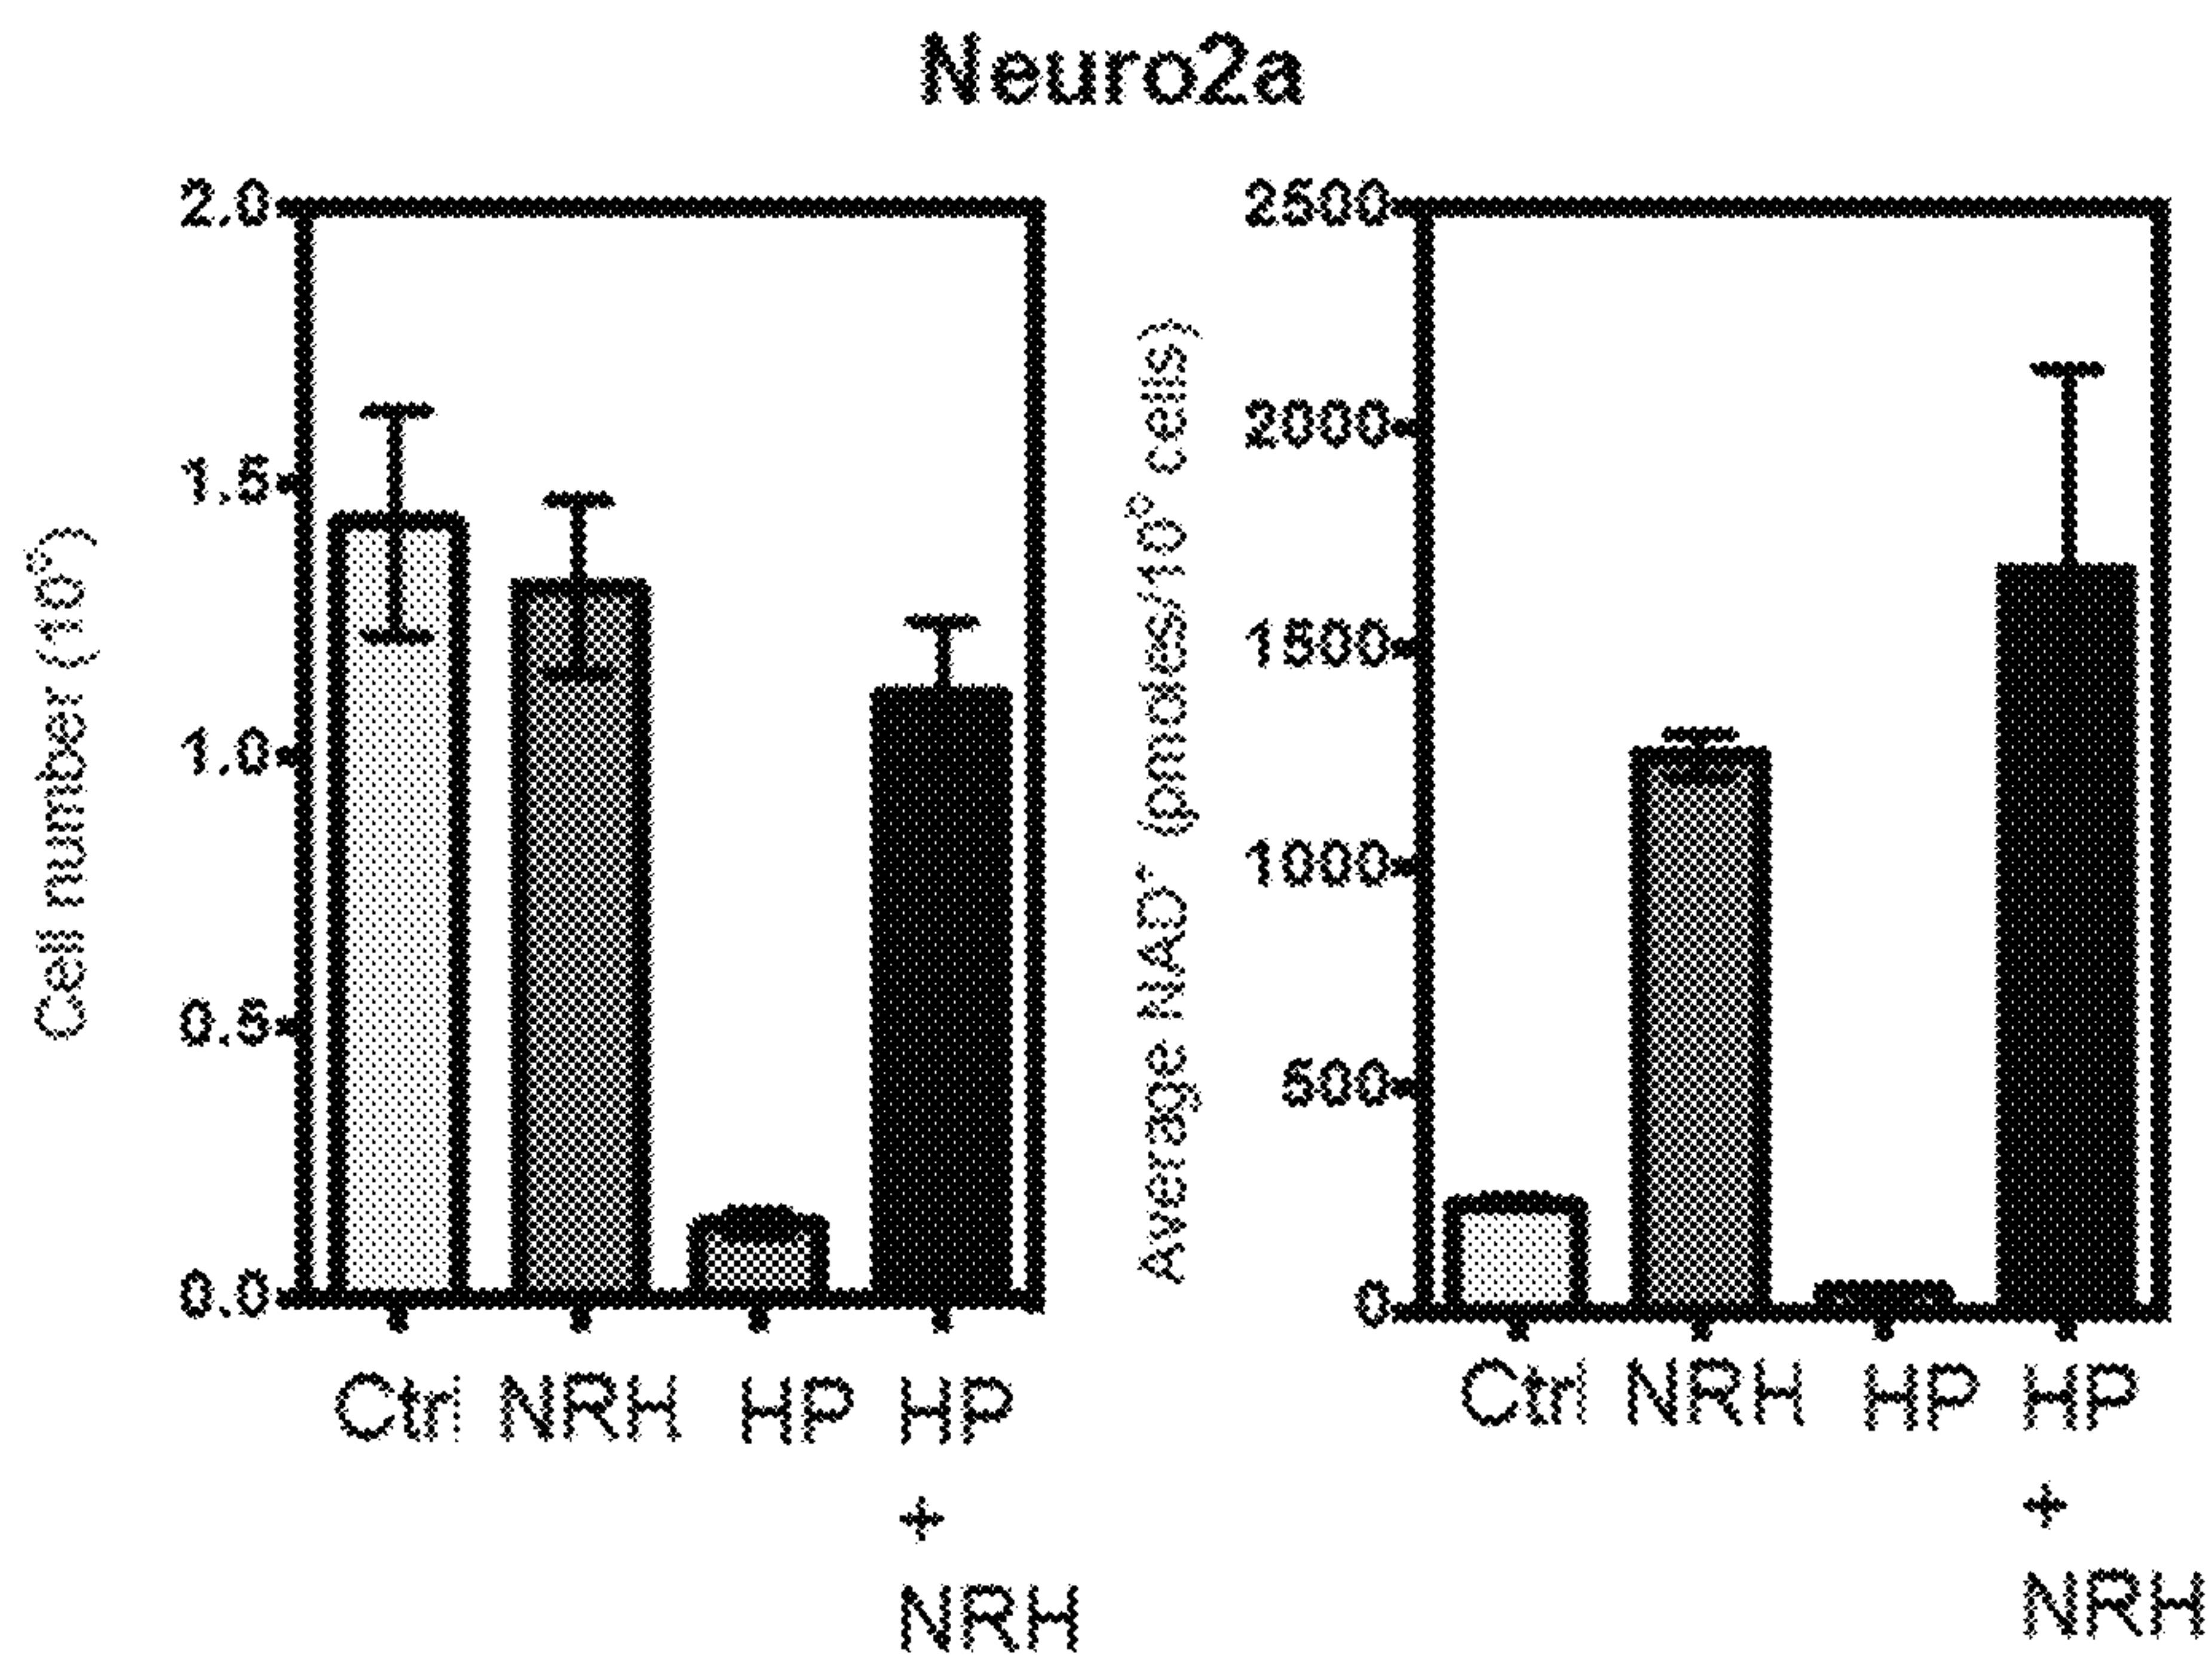 Neuro2a
Cell number (10⁶)
2.0
1.5
1.0
0.5
0.0
Ctrl NRH HP HP
+
NRH
Average NAD⁺ (pmoles/10⁶ cells)
2500
2000
1500
1000
500
0
Ctrl NRH HP HP
+
NRH